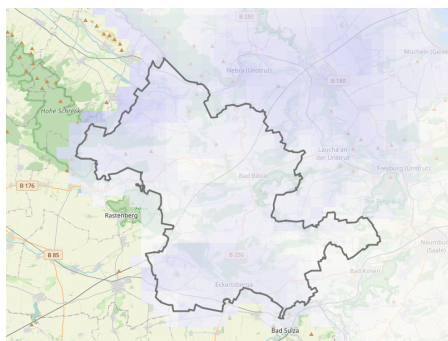 B 250
Mücheln (Geise
Nebra (Unstrut)
B 180
Hohe Schrecke
Laucha an
der Unstrut
Freyburg (Unstrut)
B 176
Bad Bibra
Rastenberg
Naumburg
(Saale)
B 85
B 250
Bad Kösen
Eckartsberga
Bad Sulza